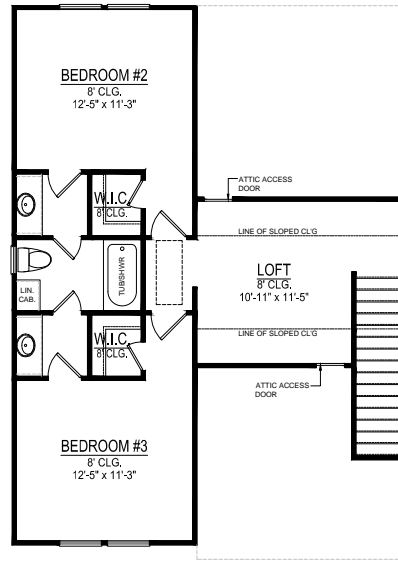 BEDROOM #2
8' CLG.
12'-5" x 11'-3"
ATTIC ACCESS
DOOR
W.I.C.
8' CLG.
LINE OF SLOPED CL'G
TUB/SHWR
LOFT
8' CLG.
10'-11" x 11'-5"
LIN.
CAB.
LINE OF SLOPED CL'G
W.I.C.
8' CLG.
ATTIC ACCESS
DOOR
BEDROOM #3
8' CLG.
12'-5" x 11'-3"